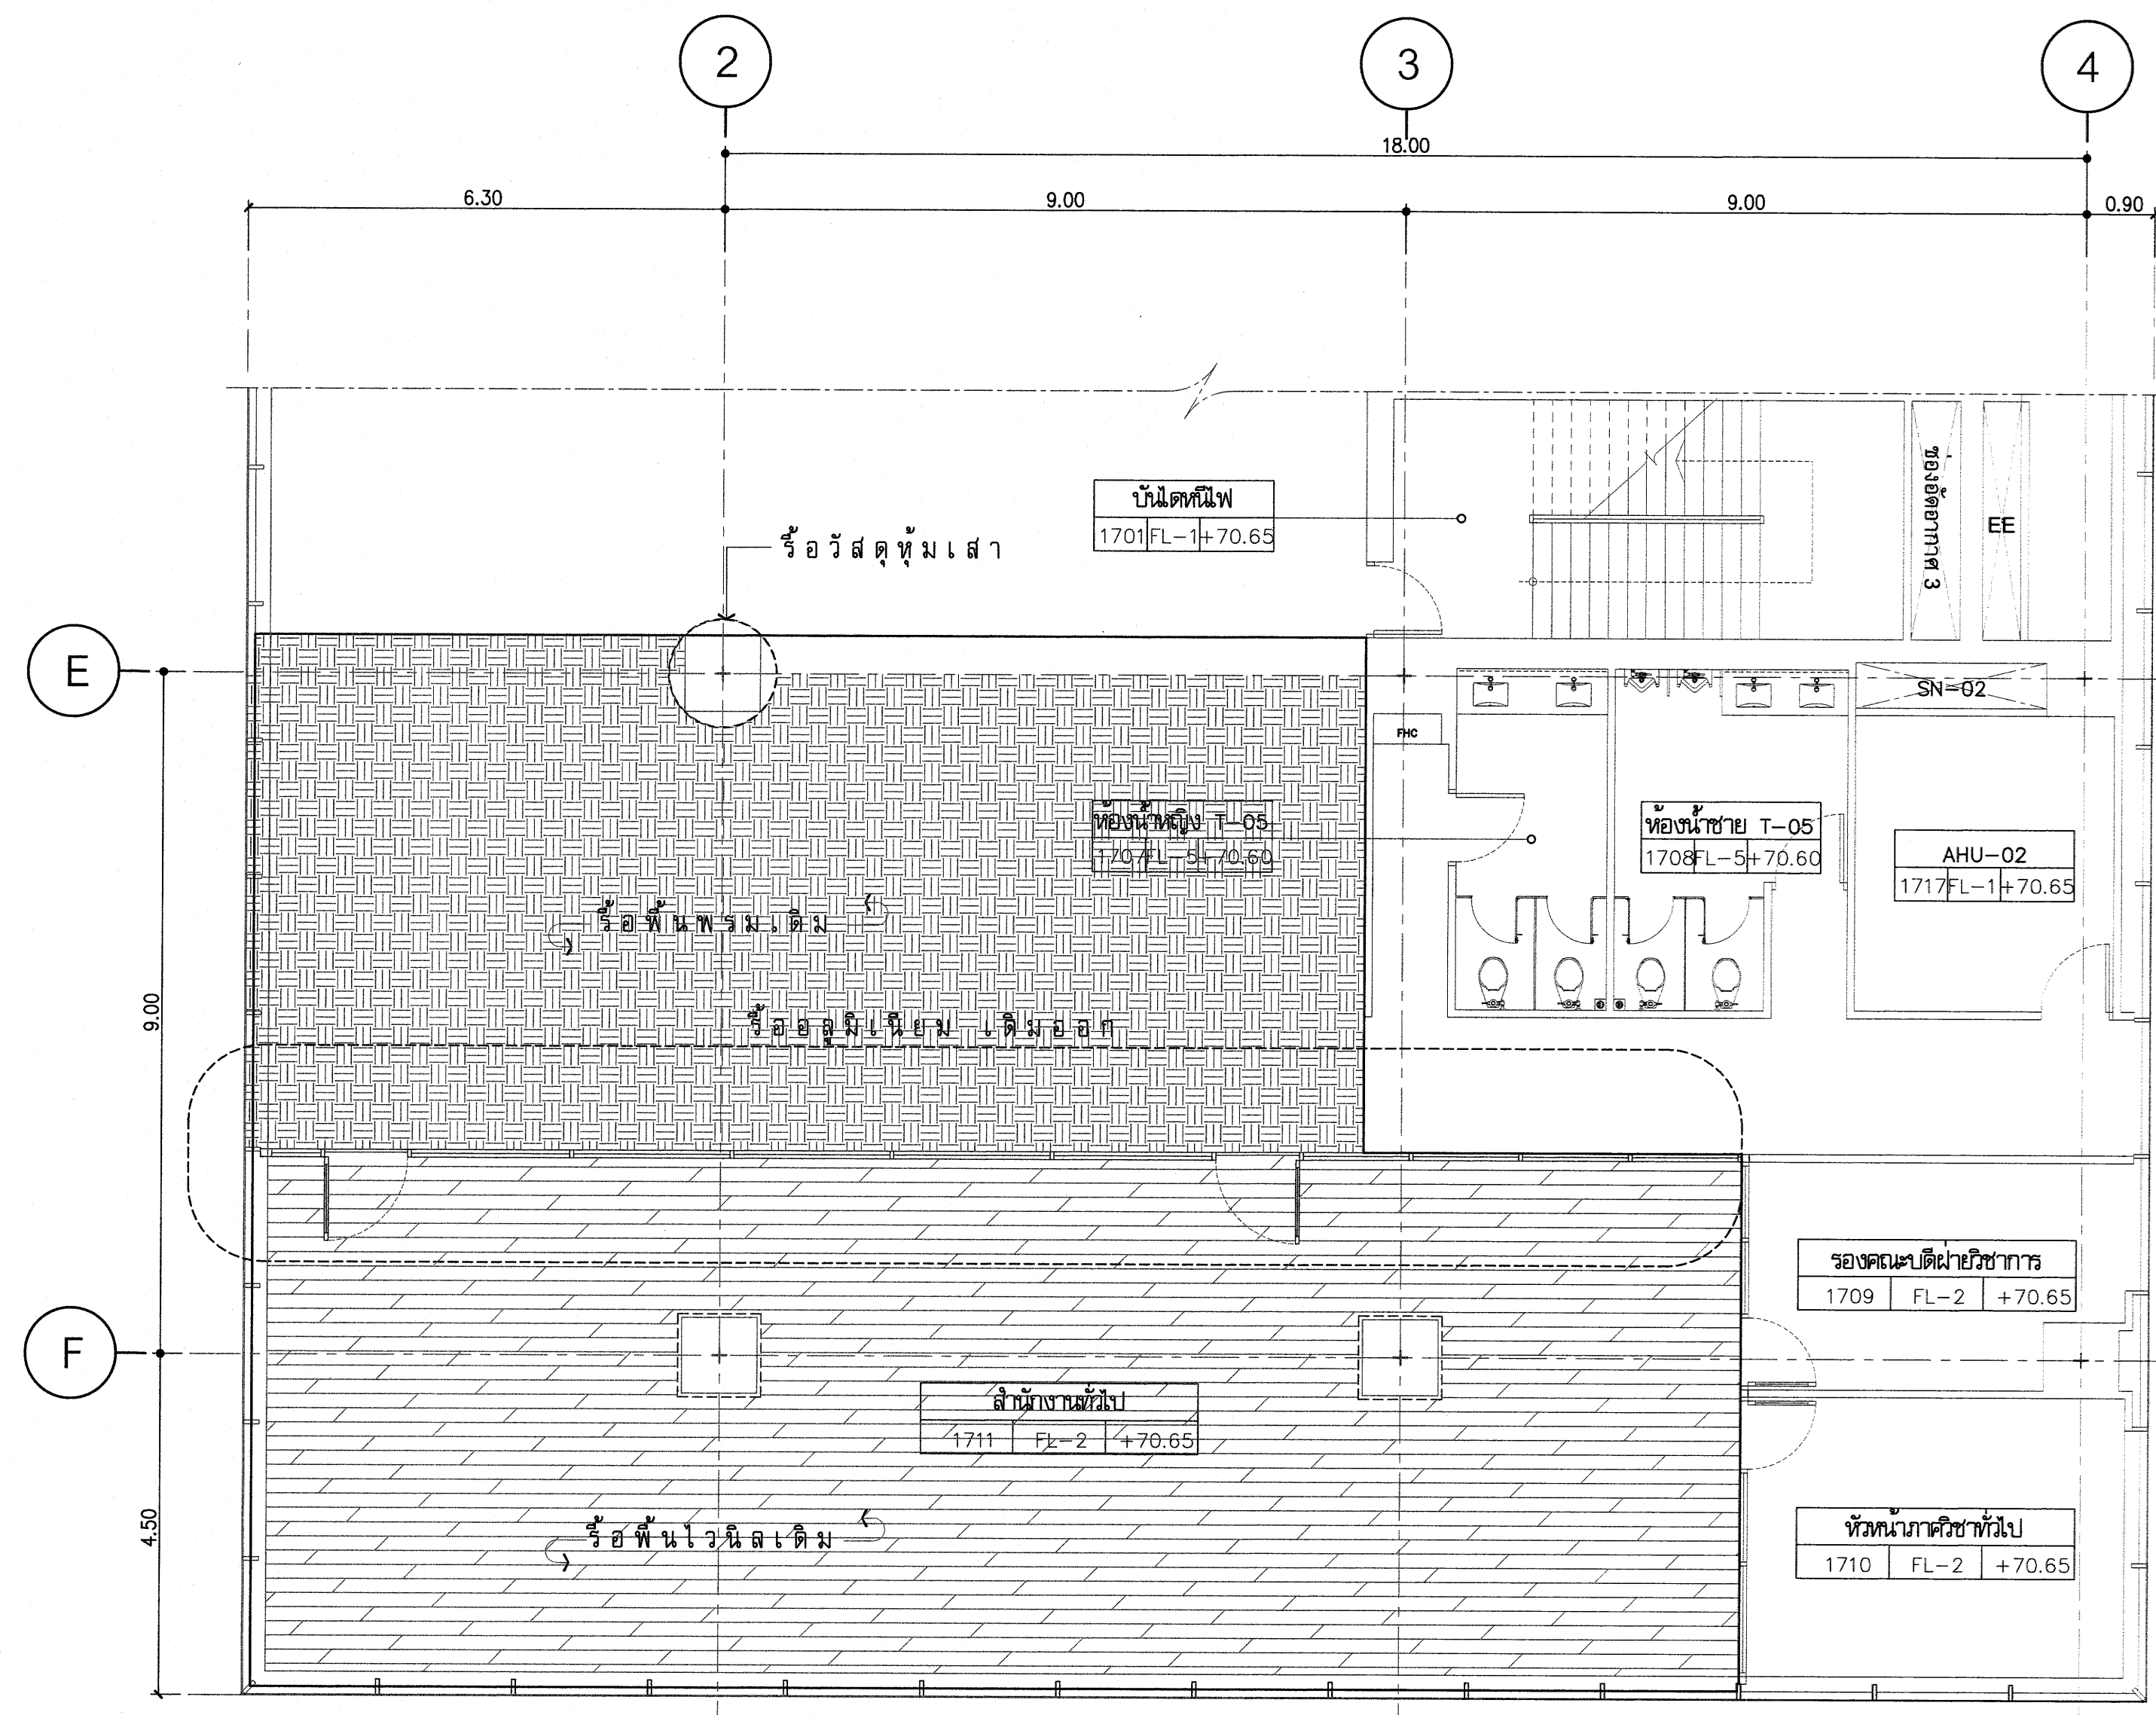 2
3
4
18.00
6.30
9.00
9.00
0.90
บันไดหนีไฟ
1701 FL-1 +70.65
ช่องอัดอากาศ 3
EE
รื้อวัสดุหุ้มเสา
E
SN-02
FHC
ห้องน้ำหญิง T-05
1707 FL-5 +70.60
ห้องน้ำชาย T-05
1708 FL-5 +70.60
AHU-02
1717 FL-1 +70.65
รื้อพื้นพรมเดิม
9.00
รื้ออลูมิเนียม เดิมออก
รองคณะบดีฝ่ายวิชาการ
1709 FL-2 +70.65
F
สำนักงานทั่วไป
1711 FL-2 +70.65
4.50
รื้อพื้นไวนิลเดิม
หัวหน้าภาควิชาทั่วไป
1710 FL-2 +70.65